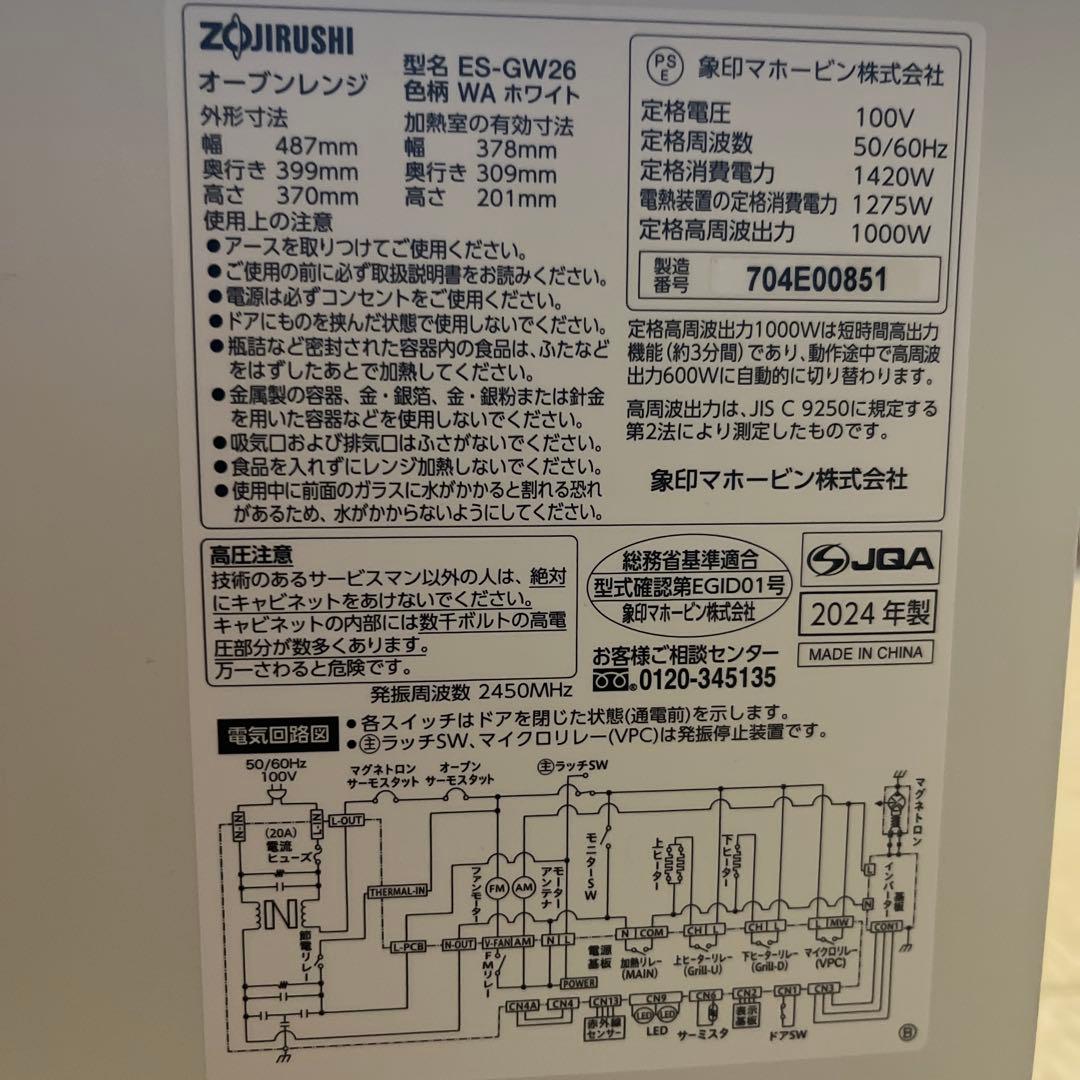 ZOJIRUSHI
オーブンレンジ
型名 ES-GW26
色柄 WA ホワイト
外形寸法
幅 487mm
奥行き 399mm
高さ 370mm
加熱室の有効寸法
幅 378mm
奥行き 309mm
高さ 201mm
使用上の注意
●アースを取りつけてご使用ください。
●ご使用の前に必ず取扱説明書をお読みください。
●電源は必ずコンセントをご使用ください。
●ドアにものを挟んだ状態で使用しないでください。
●瓶詰など密封された容器内の食品は、ふたなど
をはずしたあとで加熱してください。
●金属製の容器、金・銀箔、金・銀粉または針金
を用いた容器などを使用しないでください。
●吸気口および排気口はふさがないでください。
●食品を入れずにレンジ加熱しないでください。
●使用中に前面のガラスに水がかかると割れる恐れ
があるため、水がかからないようにしてください。
PS
E
象印マホービン株式会社
定格電圧 100V
定格周波数 50/60Hz
定格消費電力 1420W
電熱装置の定格消費電力 1275W
定格高周波出力 1000W
製造
番号
704E00851
定格高周波出力1000Wは短時間高出力
機能(約3分間)であり、動作途中で高周波
出力600Wに自動的に切り替わります。
高周波出力は、JIS C 9250に規定する
第2法により測定したものです。
象印マホービン株式会社
高圧注意
技術のあるサービスマン以外の人は、絶対
にキャビネットをあけないでください。
キャビネットの内部には数千ボルトの高電
圧部分が数多くあります。
万一さわると危険です。
総務省基準適合
型式確認第EGID01号
象印マホービン株式会社
JQA
2024年製
MADE IN CHINA
お客様ご相談センター
0120-345135
発振周波数 2450MHz
電気回路図
●各スイッチはドアを閉じた状態(通電前)を示します。
●主ラッチSW、マイクロリレー(VPC)は発振停止装置です。
50/60Hz
100V
マグネトロン
サーモスタット
オーブン
サーモスタット
主ラッチSW
マグネトロン
N-IN
L-IN
L-OUT
(20A)
電流
ヒューズ
モニターSW
上ヒーター
下ヒーター
THERMAL-IN
ファンモーター
FM
AM
アンテナ
モーター
L
N
インバーター
基板
N
節電リレー
L-PCB
N-OUT
V-FAN
AM
N
L
電源
基板
N
COM
CH
L
CH
L
L
MW
CON1
FMリレー
加熱リレー
(MAIN)
上ヒーターリレー
(Grill-U)
下ヒーターリレー
(Grill-D)
マイクロリレー
(VPC)
POWER
CN4A
CN4
CN13
CN9
CN6
CN2
CN1
CN3
赤外線
センサー
LED
LED
LED
サーミスタ
表示
基板
ドアSW
B